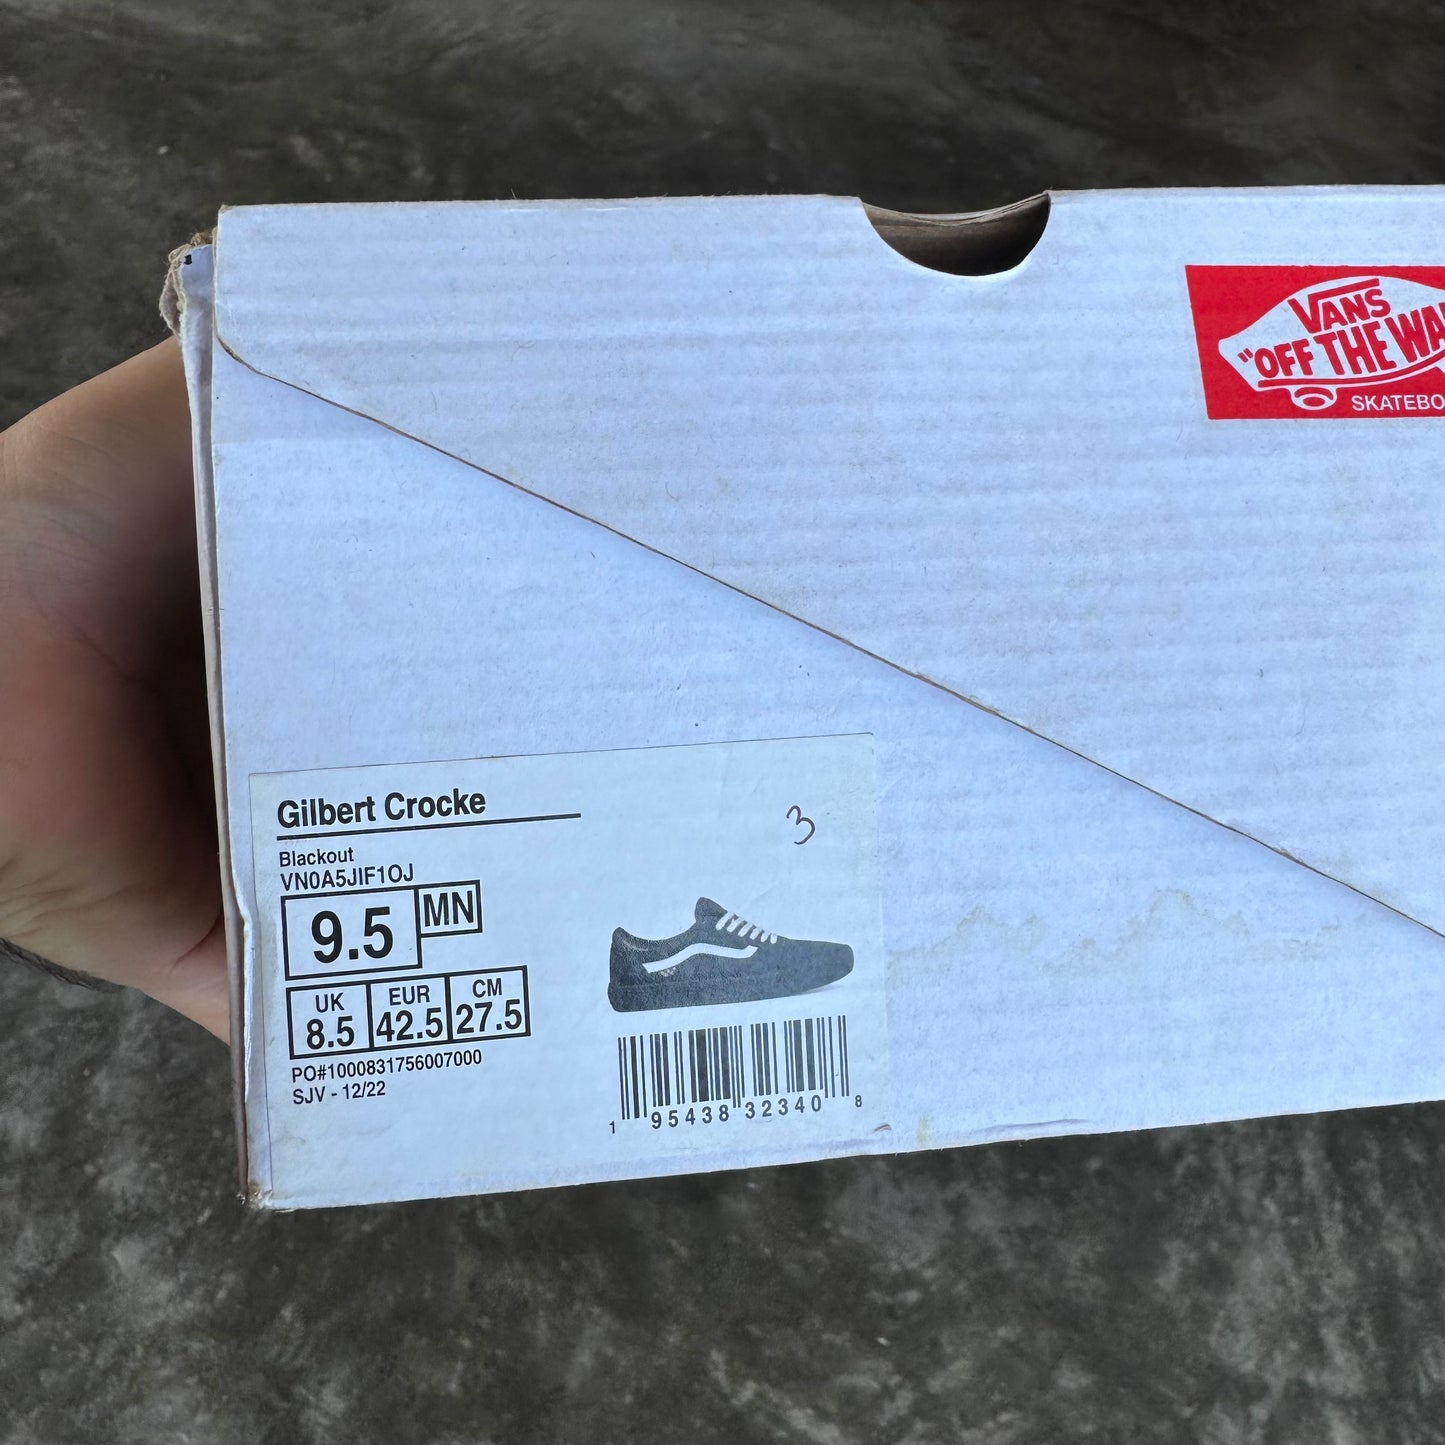 VANS
"OFF THE WA
SKATEBO
Gilbert Crocke
3
Blackout
VN0A5JIF1OJ
9.5 MN
UK EUR CM
8.5 42.5 27.5
PO#1000831756007000
SJV - 12/22
1 95438 32340 8